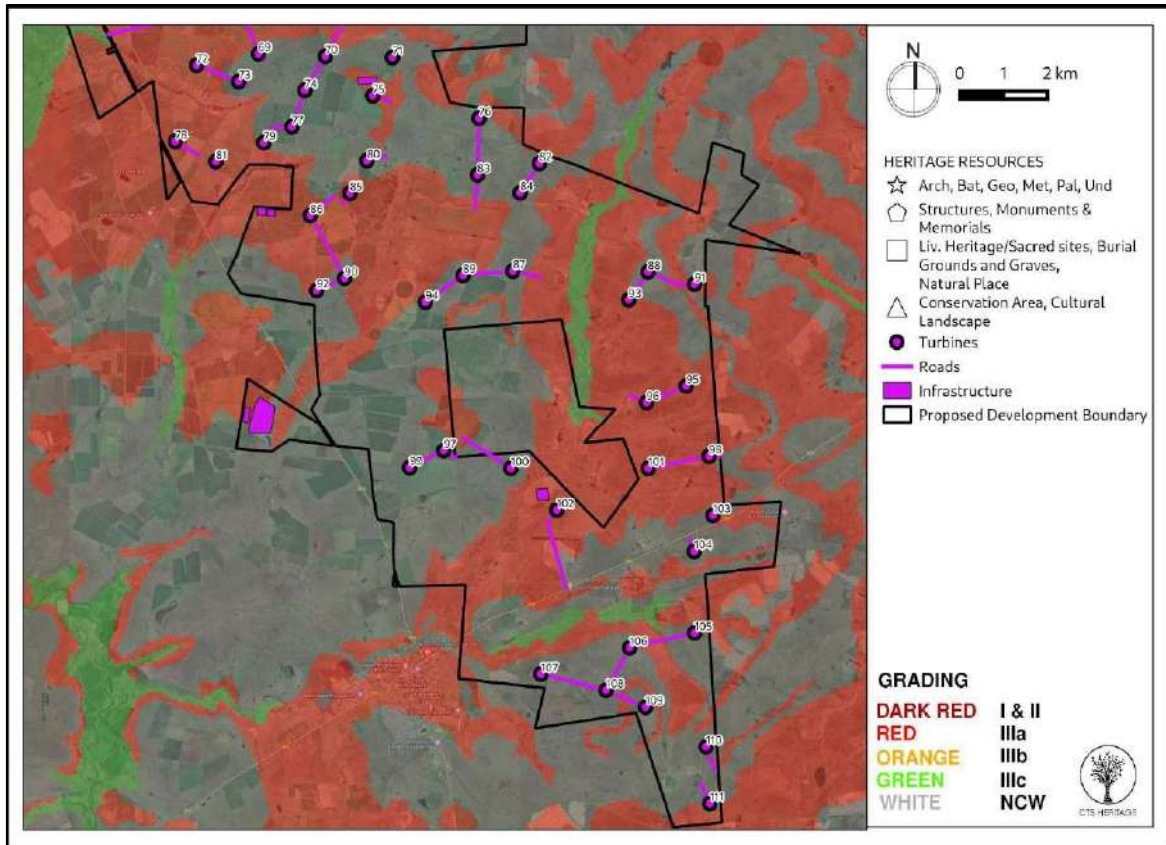 69
70
71
72
73
74
75
76
77
78
79
80
81
82
83
84
85
86
87
88
89
90
91
92
93
94
95
96
97
98
99
100
101
102
103
104
105
106
107
108
109
110
111
N
0 1 2 km
HERITAGE RESOURCES
Arch, Bat, Geo, Met, Pal, Und
Structures, Monuments &
Memorials
Liv. Heritage/Sacred sites, Burial
Grounds and Graves,
Natural Place
Conservation Area, Cultural
Landscape
Turbines
Roads
Infrastructure
Proposed Development Boundary
GRADING
DARK RED I & II
RED IIIa
ORANGE IIIb
GREEN IIIc
WHITE NCW
CTS HERITAGE